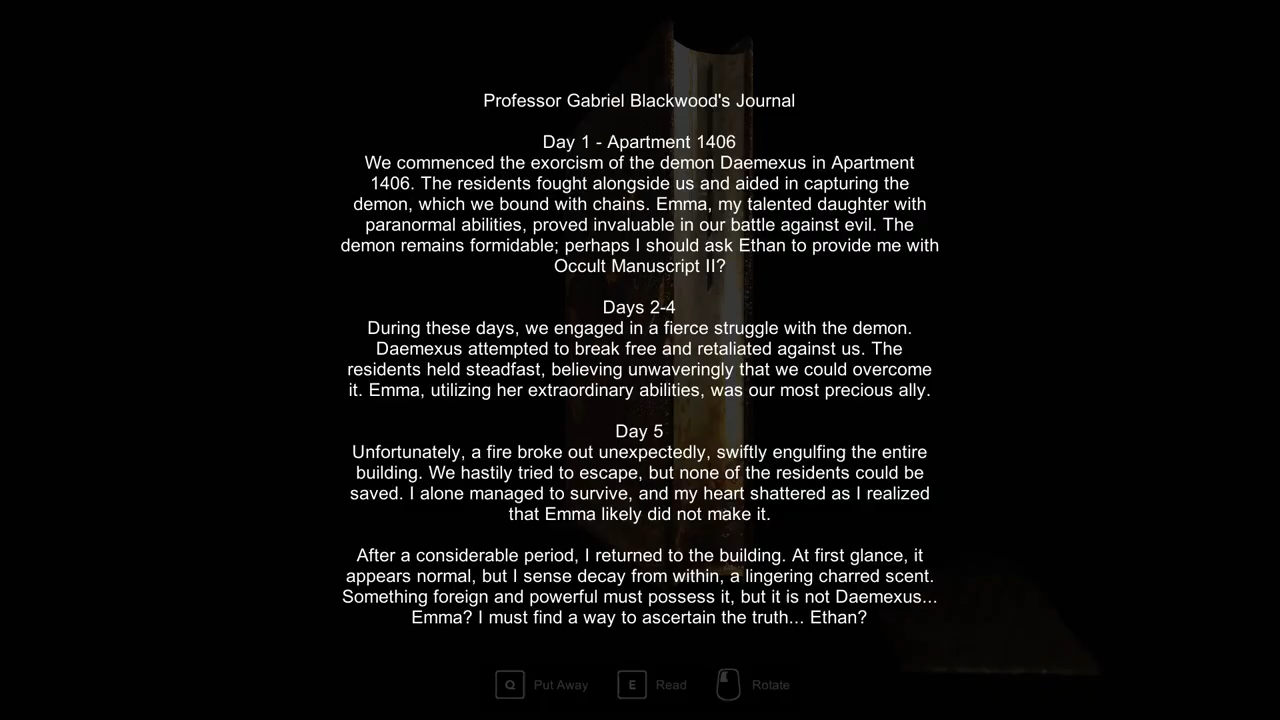 Professor Gabriel Blackwood's Journal
Day 1 - Apartment 1406
We commenced the exorcism of the demon Daemexus in Apartment
1406. The residents fought alongside us and aided in capturing the
demon, which we bound with chains. Emma, my talented daughter with
paranormal abilities, proved invaluable in our battle against evil. The
demon remains formidable; perhaps I should ask Ethan to provide me with
Occult Manuscript II?
Days 2-4
During these days, we engaged in a fierce struggle with the demon.
Daemexus attempted to break free and retaliated against us. The
residents held steadfast, believing unwaveringly that we could overcome
it. Emma, utilizing her extraordinary abilities, was our most precious ally.
Day 5
Unfortunately, a fire broke out unexpectedly, swiftly engulfing the entire
building. We hastily tried to escape, but none of the residents could be
saved. I alone managed to survive, and my heart shattered as I realized
that Emma likely did not make it.
After a considerable period, I returned to the building. At first glance, it
appears normal, but I sense decay from within, a lingering charred scent.
Something foreign and powerful must possess it, but it is not Daemexus...
Emma? I must find a way to ascertain the truth... Ethan?
Q Put Away E Read Rotate